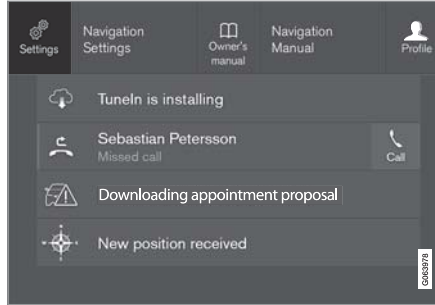 Settings
Navigation
Settings
Owner's
manual
Navigation
Manual
Profile
TuneIn is installing
Sebastian Petersson
Missed call
Call
Downloading appointment proposal
New position received
G063978